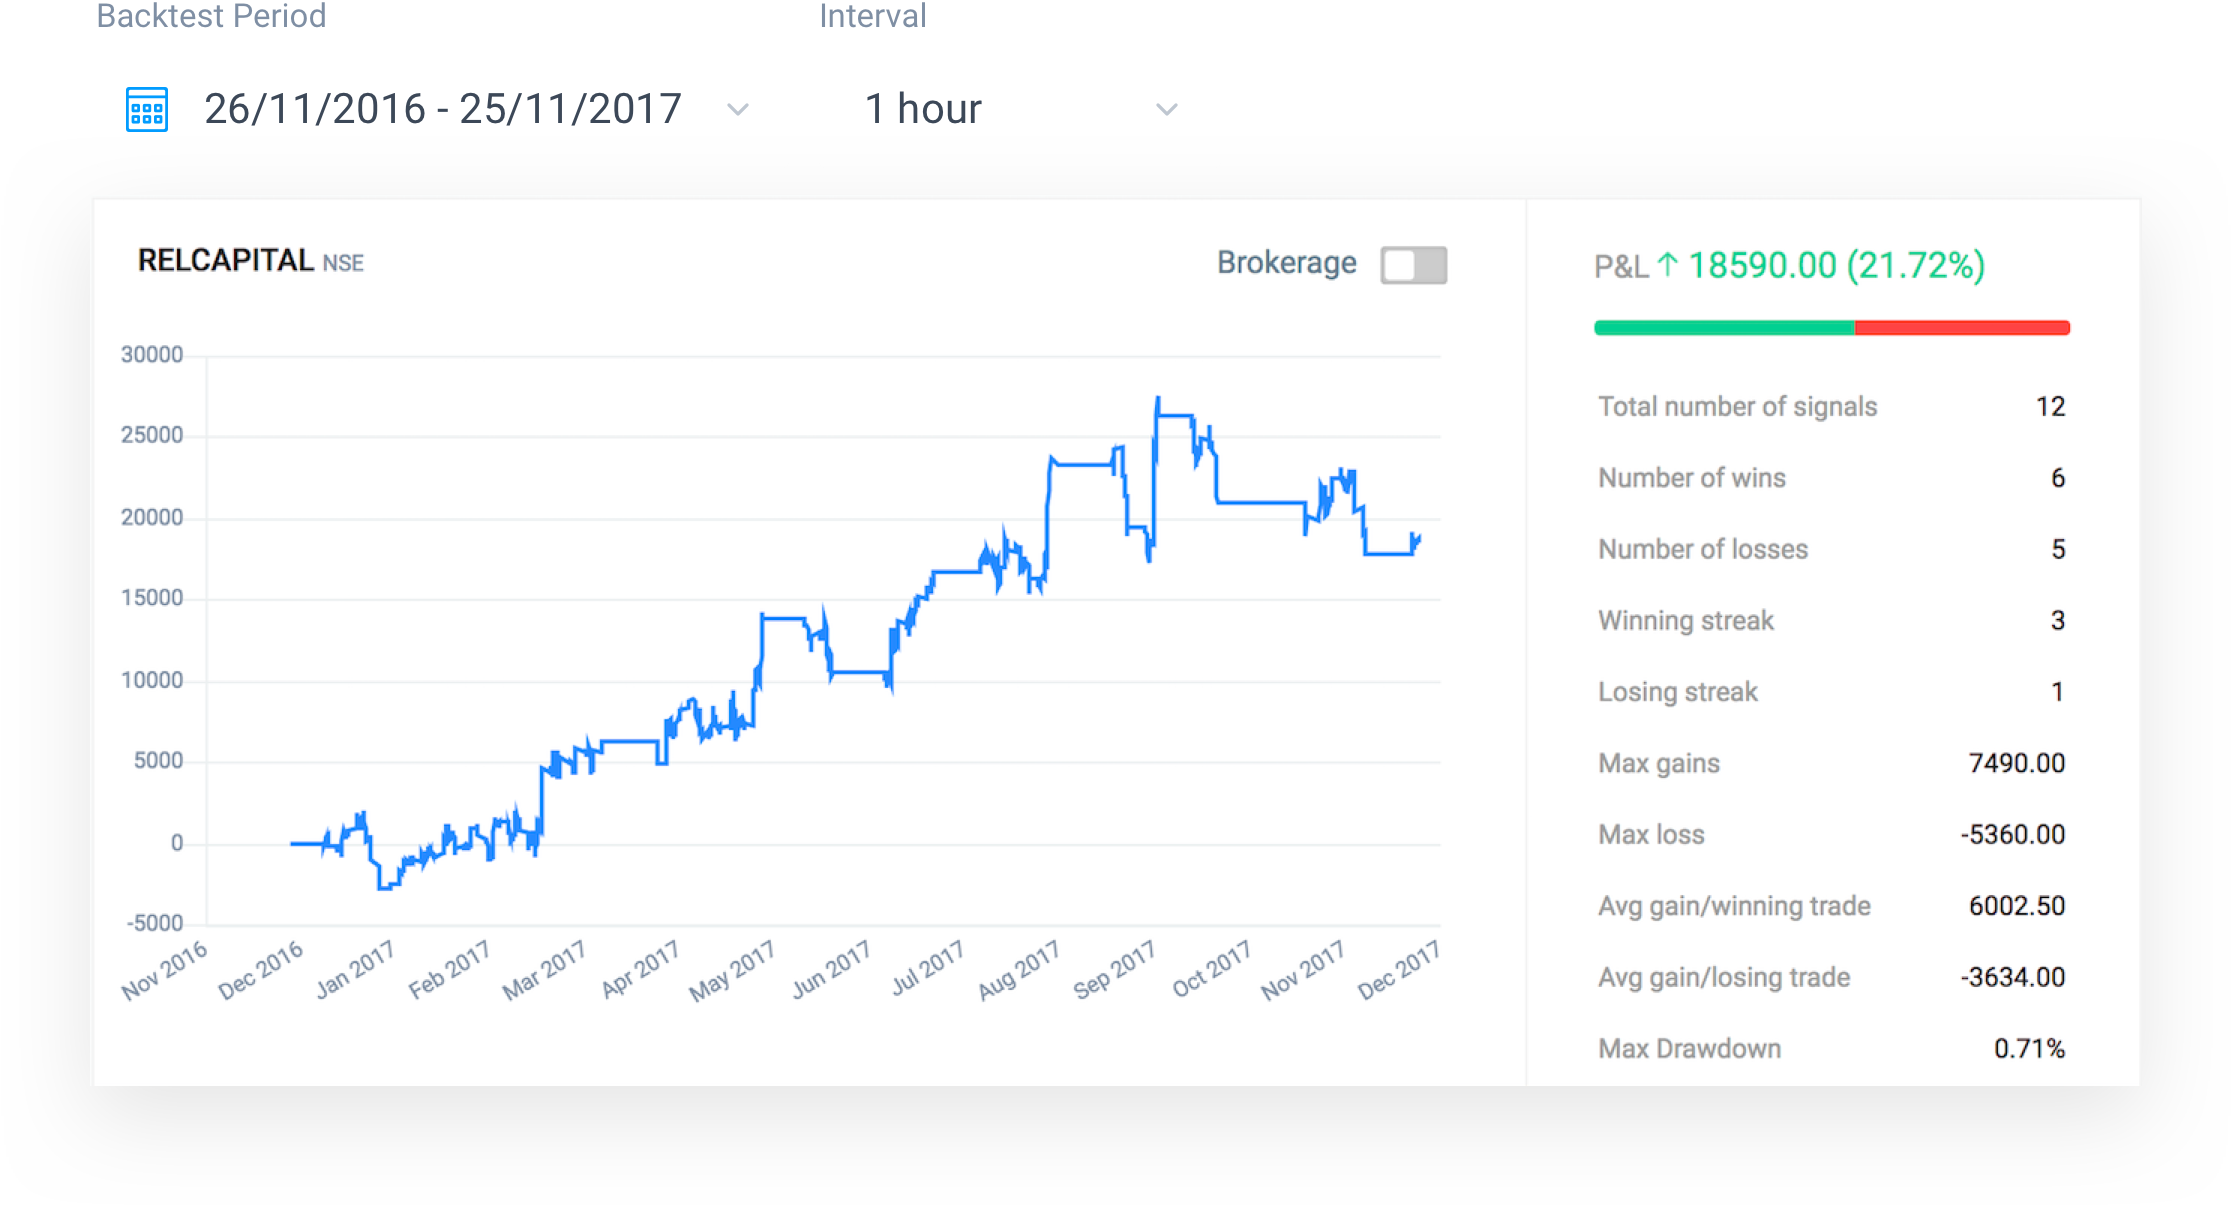 Backtest Period Interval
26/11/2016 - 25/11/2017 1 hour
RELCAPITAL NSE Brokerage
30000
25000
20000
15000
10000
5000
0
-5000
Nov 2016 Dec 2016 Jan 2017 Feb 2017 Mar 2017 Apr 2017 May 2017 Jun 2017 Jul 2017 Aug 2017 Sep 2017 Oct 2017 Nov 2017 Dec 2017
P&L ↑ 18590.00 (21.72%)
Total number of signals 12
Number of wins 6
Number of losses 5
Winning streak 3
Losing streak 1
Max gains 7490.00
Max loss -5360.00
Avg gain/winning trade 6002.50
Avg gain/losing trade -3634.00
Max Drawdown 0.71%